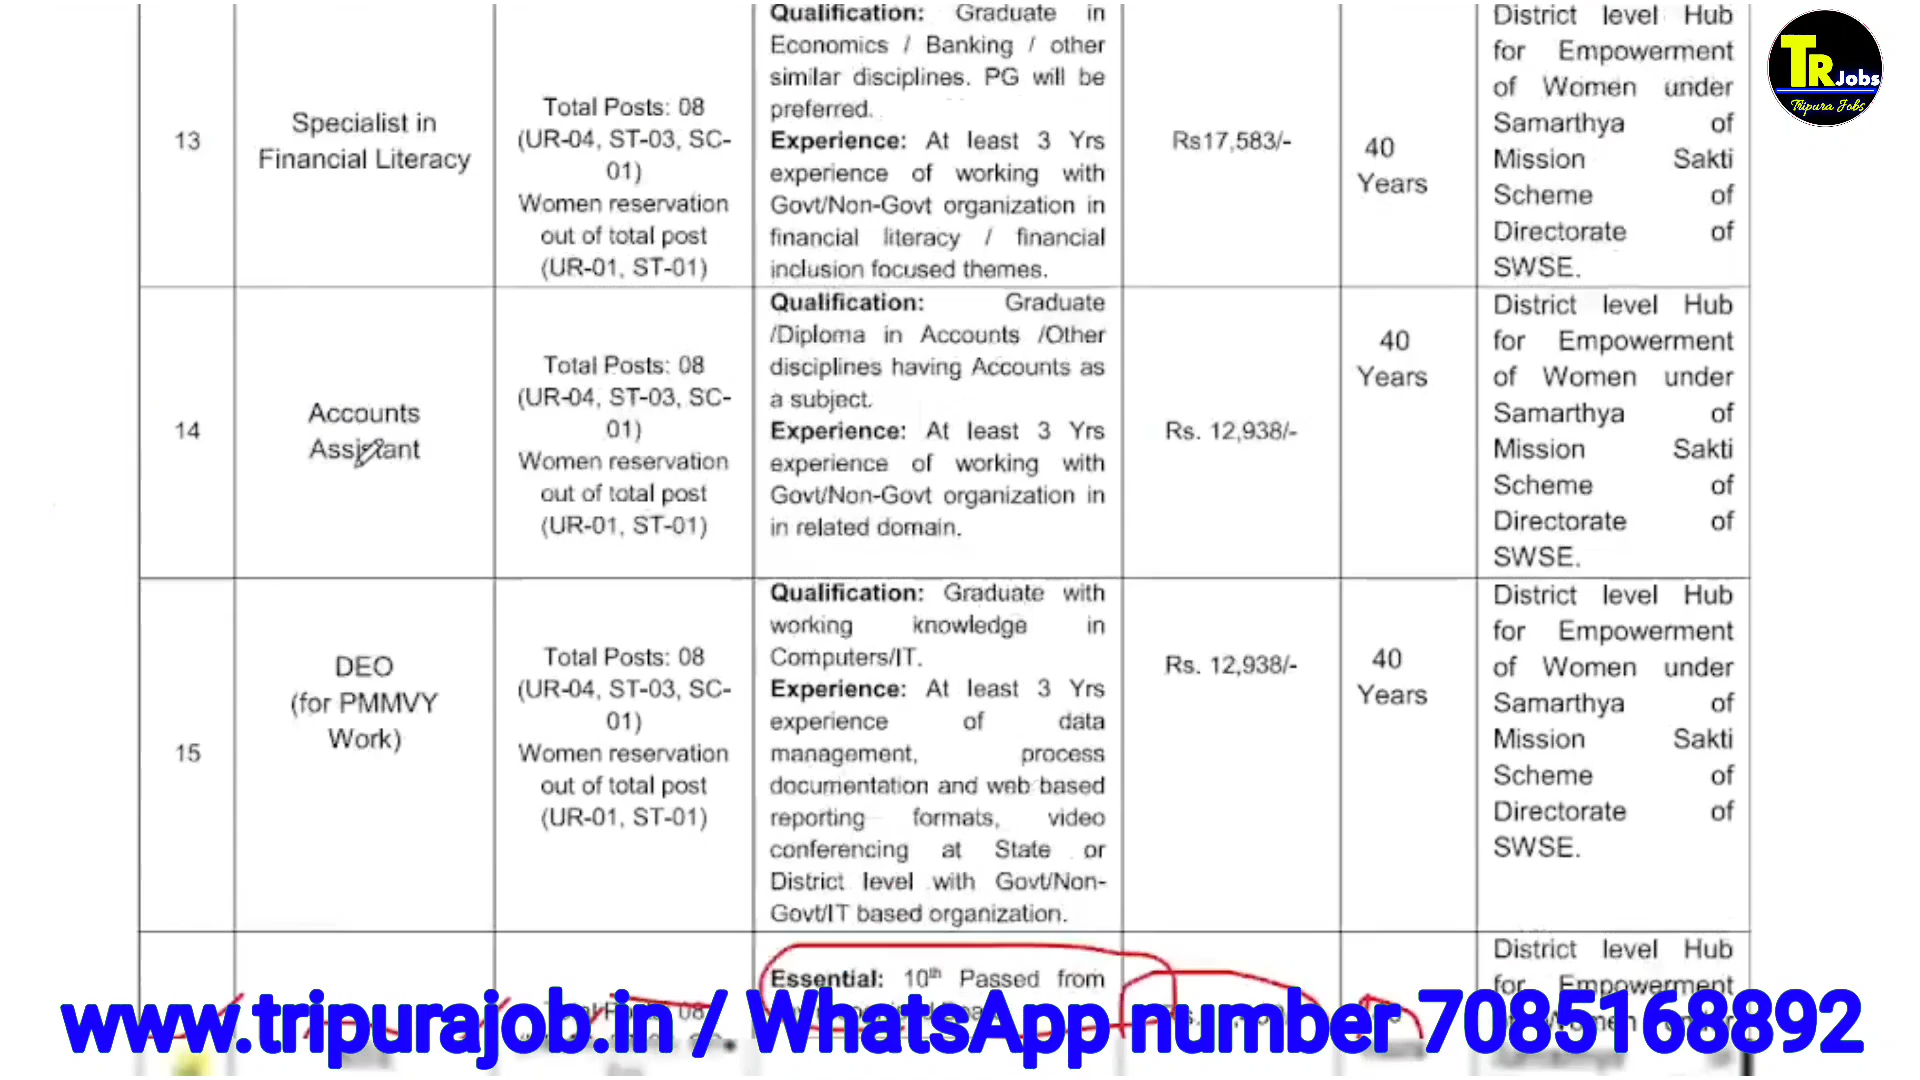 13
Specialist in
Financial Literacy
Total Posts: 08
(UR-04, ST-03, SC-
01)
Women reservation
out of total post
(UR-01, ST-01)
Qualification: Graduate in
Economics / Banking / other
similar disciplines. PG will be
preferred.
Experience: At least 3 Yrs
experience of working with
Govt/Non-Govt organization in
financial literacy / financial
inclusion focused themes.
Rs17,583/-
40
Years
District level Hub
for Empowerment
of Women under
Samarthya of
Mission Sakti
Scheme of
Directorate of
SWSE.
TR Jobs
Tripura Jobs
14
Accounts
Assistant
Total Posts: 08
(UR-04, ST-03, SC-
01)
Women reservation
out of total post
(UR-01, ST-01)
Qualification: Graduate
/Diploma in Accounts /Other
disciplines having Accounts as
a subject.
Experience: At least 3 Yrs
experience of working with
Govt/Non-Govt organization in
in related domain.
Rs. 12,938/-
40
Years
District level Hub
for Empowerment
of Women under
Samarthya of
Mission Sakti
Scheme of
Directorate of
SWSE.
15
DEO
(for PMMVY
Work)
Total Posts: 08
(UR-04, ST-03, SC-
01)
Women reservation
out of total post
(UR-01, ST-01)
Qualification: Graduate with
working knowledge in
Computers/IT.
Experience: At least 3 Yrs
experience of data
management, process
documentation and web based
reporting formats, video
conferencing at State or
District level with Govt/Non-
Govt/IT based organization.
Rs. 12,938/-
40
Years
District level Hub
for Empowerment
of Women under
Samarthya of
Mission Sakti
Scheme of
Directorate of
SWSE.
Essential: 10th Passed from
District level Hub
for Empowerment
www.tripurajob.in / WhatsApp number 7085168892